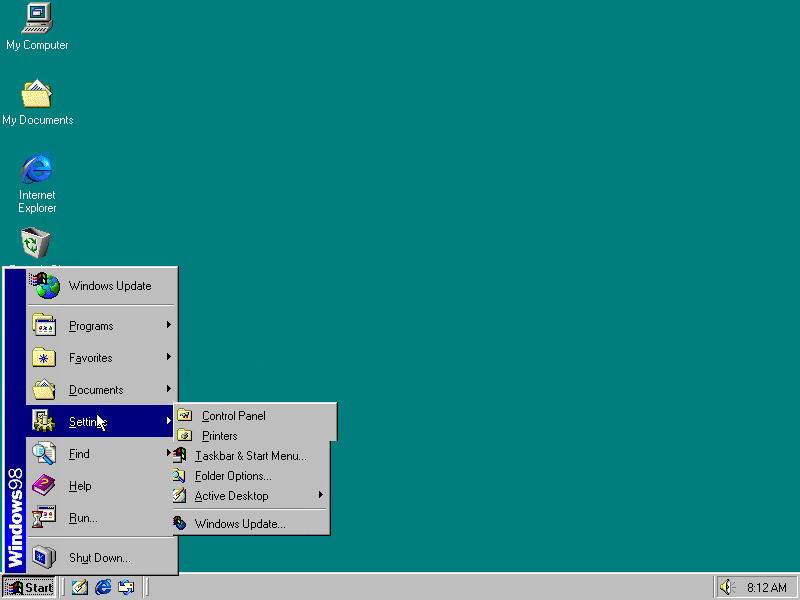 My Computer
My Documents
Internet
Explorer
Windows Update
Programs
Favorites
Documents
Settings
Control Panel
Printers
Taskbar & Start Menu...
Folder Options...
Active Desktop
Windows Update...
Find
Help
Run...
Shut Down...
Windows98
Start
8:12 AM